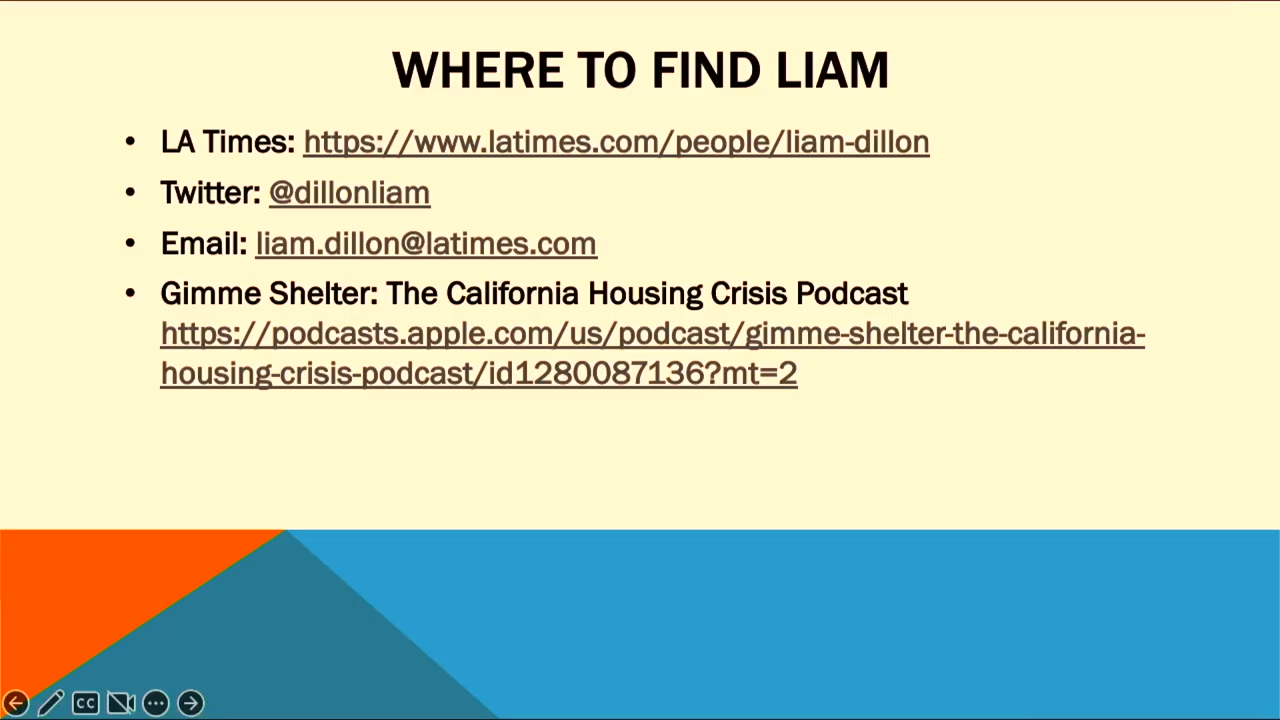 WHERE TO FIND LIAM
• LA Times: https://www.latimes.com/people/liam-dillon
• Twitter: @dillonliam
• Email: liam.dillon@latimes.com
• Gimme Shelter: The California Housing Crisis Podcast
https://podcasts.apple.com/us/podcast/gimme-shelter-the-california-
housing-crisis-podcast/id1280087136?mt=2
CC